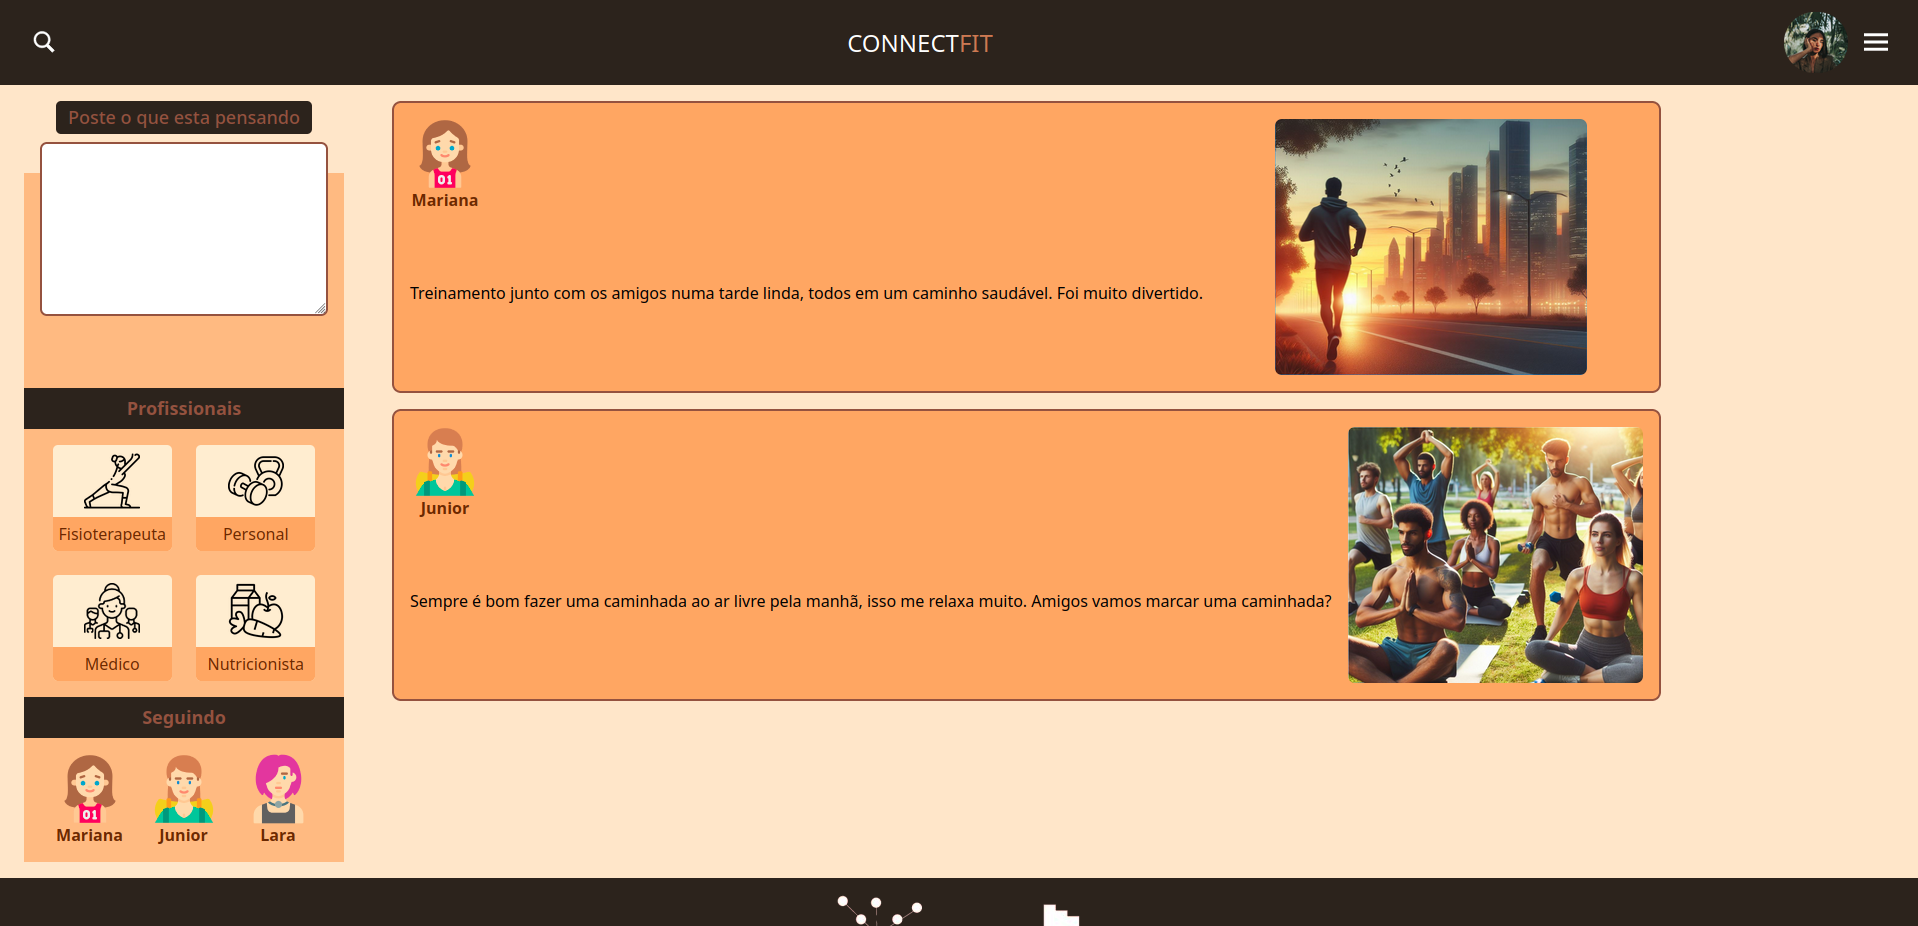 CONNECTFIT
Poste o que esta pensando
Profissionais
Fisioterapeuta
Personal
Médico
Nutricionista
Seguindo
01
Mariana
Junior
Lara
01
Mariana
Treinamento junto com os amigos numa tarde linda, todos em um caminho saudável. Foi muito divertido.
Junior
Sempre é bom fazer uma caminhada ao ar livre pela manhã, isso me relaxa muito. Amigos vamos marcar uma caminhada?